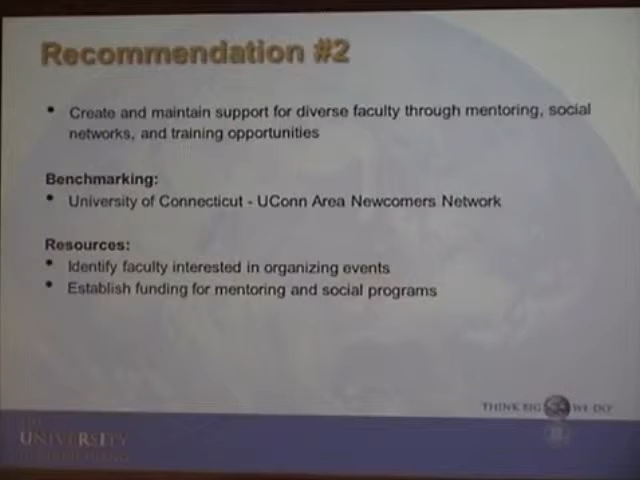 Recommendation #2
• Create and maintain support for diverse faculty through mentoring, social
networks, and training opportunities
Benchmarking:
• University of Connecticut - UConn Area Newcomers Network
Resources:
• Identify faculty interested in organizing events
• Establish funding for mentoring and social programs
THINK BIG WE DO
UNIVERSITY